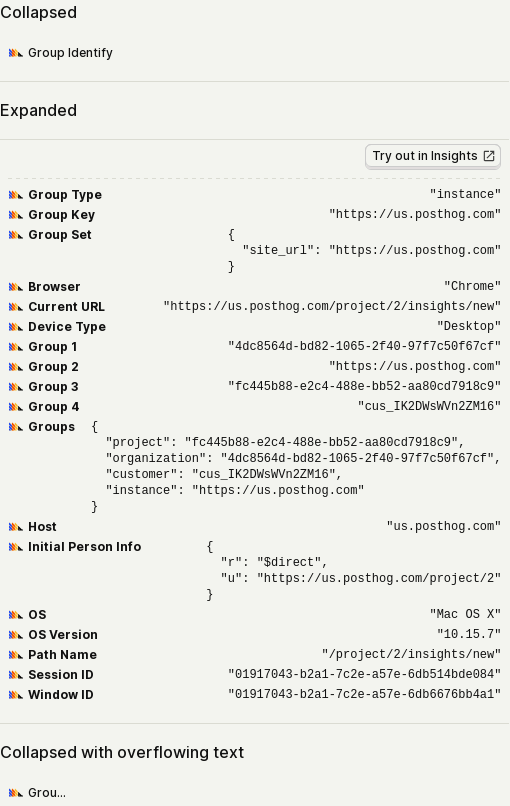 Collapsed
Group Identify
Expanded
Try out in Insights
Group Type "instance"
Group Key "https://us.posthog.com"
Group Set {
"site_url": "https://us.posthog.com"
}
Browser "Chrome"
Current URL "https://us.posthog.com/project/2/insights/new"
Device Type "Desktop"
Group 1 "4dc8564d-bd82-1065-2f40-97f7c50f67cf"
Group 2 "https://us.posthog.com"
Group 3 "fc445b88-e2c4-488e-bb52-aa80cd7918c9"
Group 4 "cus_IK2DWsWVn2ZM16"
Groups {
"project": "fc445b88-e2c4-488e-bb52-aa80cd7918c9",
"organization": "4dc8564d-bd82-1065-2f40-97f7c50f67cf",
"customer": "cus_IK2DWsWVn2ZM16",
"instance": "https://us.posthog.com"
}
Host "us.posthog.com"
Initial Person Info {
"r": "$direct",
"u": "https://us.posthog.com/project/2"
}
OS "Mac OS X"
OS Version "10.15.7"
Path Name "/project/2/insights/new"
Session ID "01917043-b2a1-7c2e-a57e-6db514bde084"
Window ID "01917043-b2a1-7c2e-a57e-6db6676bb4a1"
Collapsed with overflowing text
Grou...